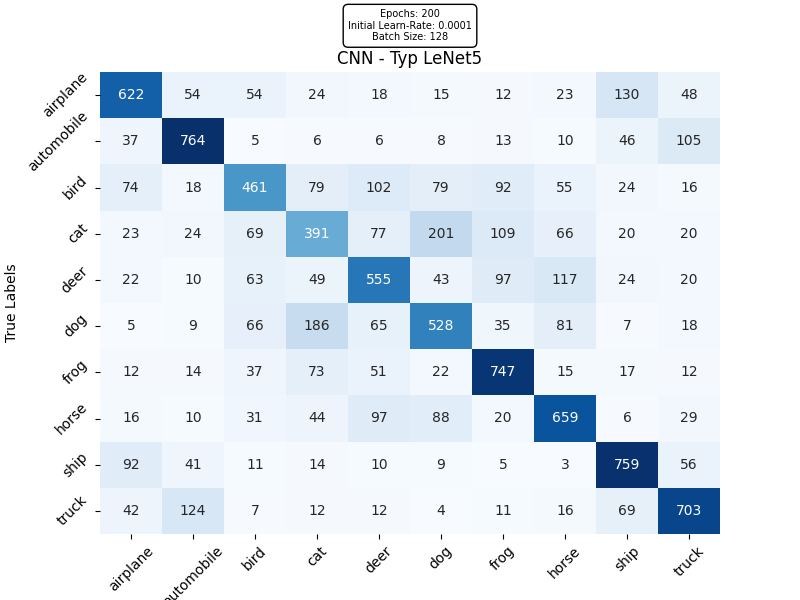 Epochs: 200
Initial Learn-Rate: 0.0001
Batch Size: 128
CNN - Typ LeNet5
True Labels
airplane 622 54 54 24 18 15 12 23 130 48
automobile 37 764 5 6 6 8 13 10 46 105
bird 74 18 461 79 102 79 92 55 24 16
cat 23 24 69 391 77 201 109 66 20 20
deer 22 10 63 49 555 43 97 117 24 20
dog 5 9 66 186 65 528 35 81 7 18
frog 12 14 37 73 51 22 747 15 17 12
horse 16 10 31 44 97 88 20 659 6 29
ship 92 41 11 14 10 9 5 3 759 56
truck 42 124 7 12 12 4 11 16 69 703
airplane automobile bird cat deer dog frog horse ship truck